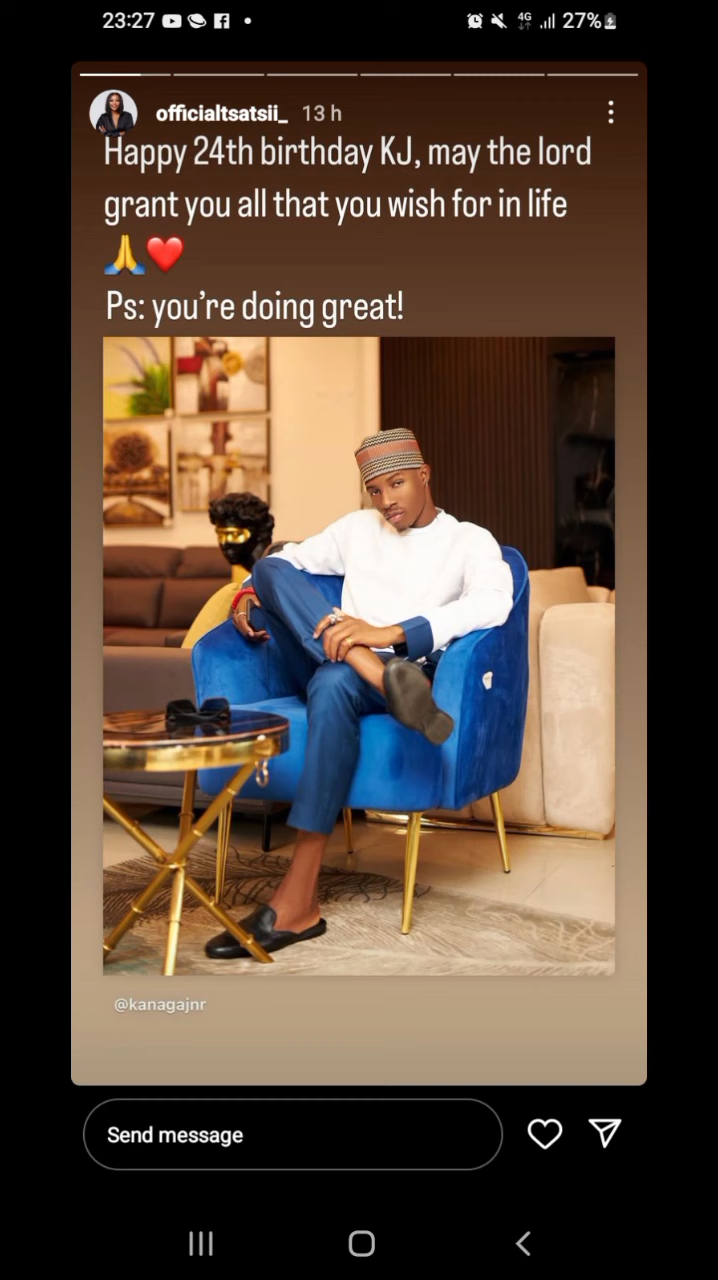 23:27
4G
27%
officialtsatsii_ 13 h
Happy 24th birthday KJ, may the lord
grant you all that you wish for in life
🙏❤️
Ps: you're doing great!
@kanagajnr
Send message